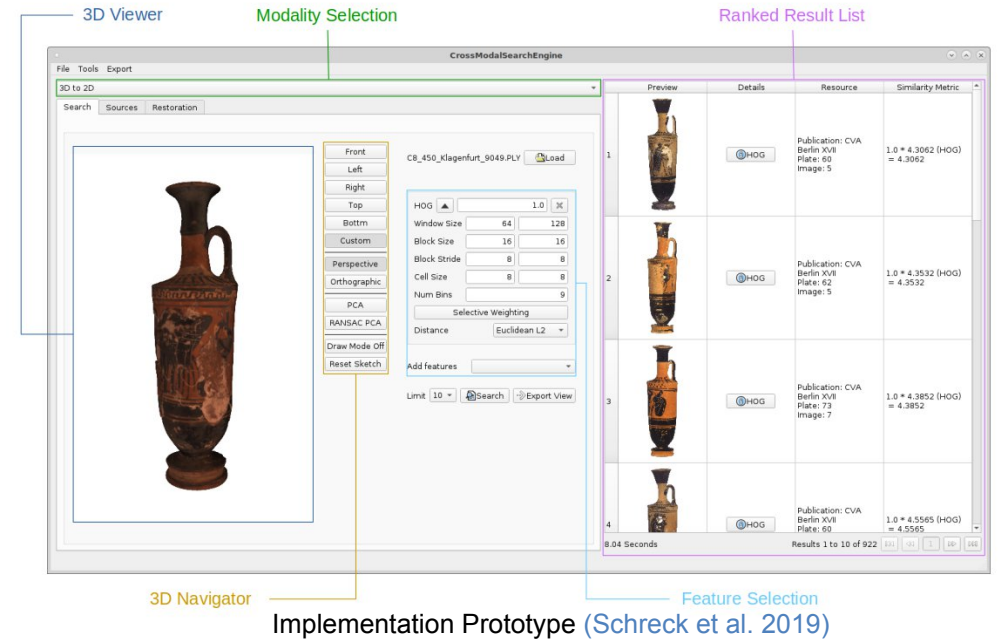 3D Viewer
Modality Selection
Ranked Result List
CrossModalSearchEngine
File Tools Export
3D to 2D
Search Sources Restoration
Front
Left
Right
Top
Bottm
Custom
Perspective
Orthographic
PCA
RANSAC PCA
Draw Mode Off
Reset Sketch
C8_450_Klagenfurt_9049.PLY Load
HOG 1.0
Window Size 64 128
Block Size 16 16
Block Stride 8 8
Cell Size 8 8
Num Bins 9
Selective Weighting
Distance Euclidean L2
Add features
Limit 10 Search Export View
Preview Details Resource Similarity Metric
1
HOG
Publication: CVA
Berlin XVII
Plate: 60
Image: 5
1.0 * 4.3062 (HOG)
= 4.3062
2
HOG
Publication: CVA
Berlin XVII
Plate: 62
Image: 5
1.0 * 4.3532 (HOG)
= 4.3532
3
HOG
Publication: CVA
Berlin XVII
Plate: 73
Image: 7
1.0 * 4.3852 (HOG)
= 4.3852
4
HOG
Publication: CVA
Berlin XVII
Plate: 60
1.0 * 4.5565 (HOG)
= 4.5565
8.04 Seconds
Results 1 to 10 of 922
1
3D Navigator
Feature Selection
Implementation Prototype (Schreck et al. 2019)